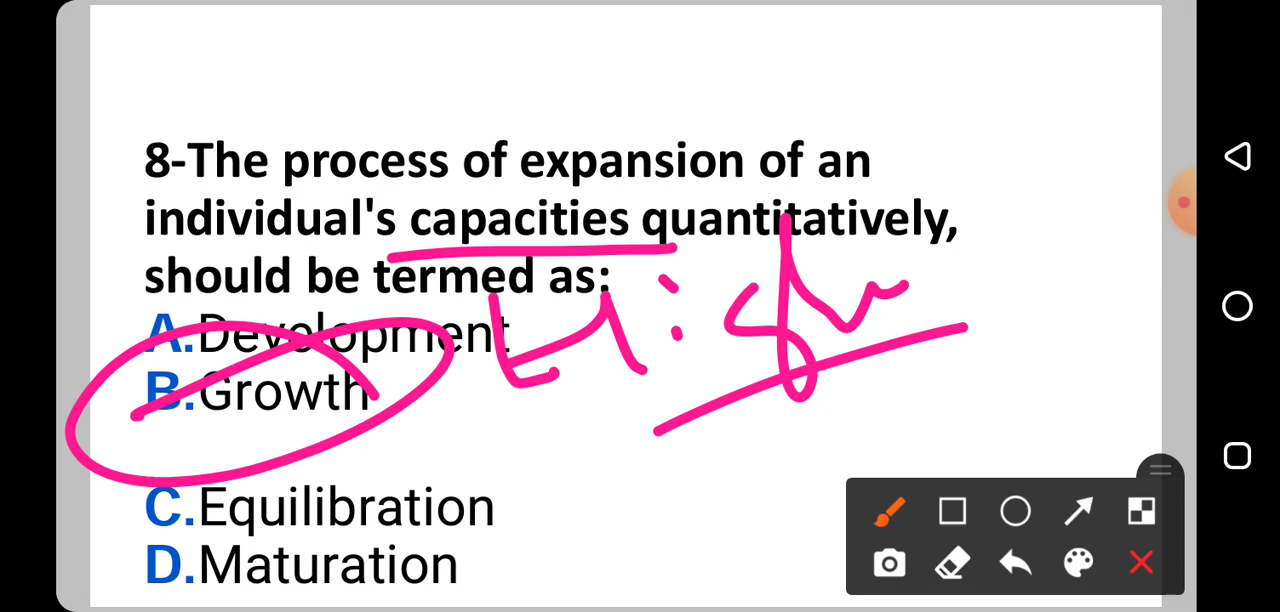 8-The process of expansion of an
individual's capacities quantitatively,
should be termed as:
A.Development
B.Growth
C.Equilibration
D.Maturation